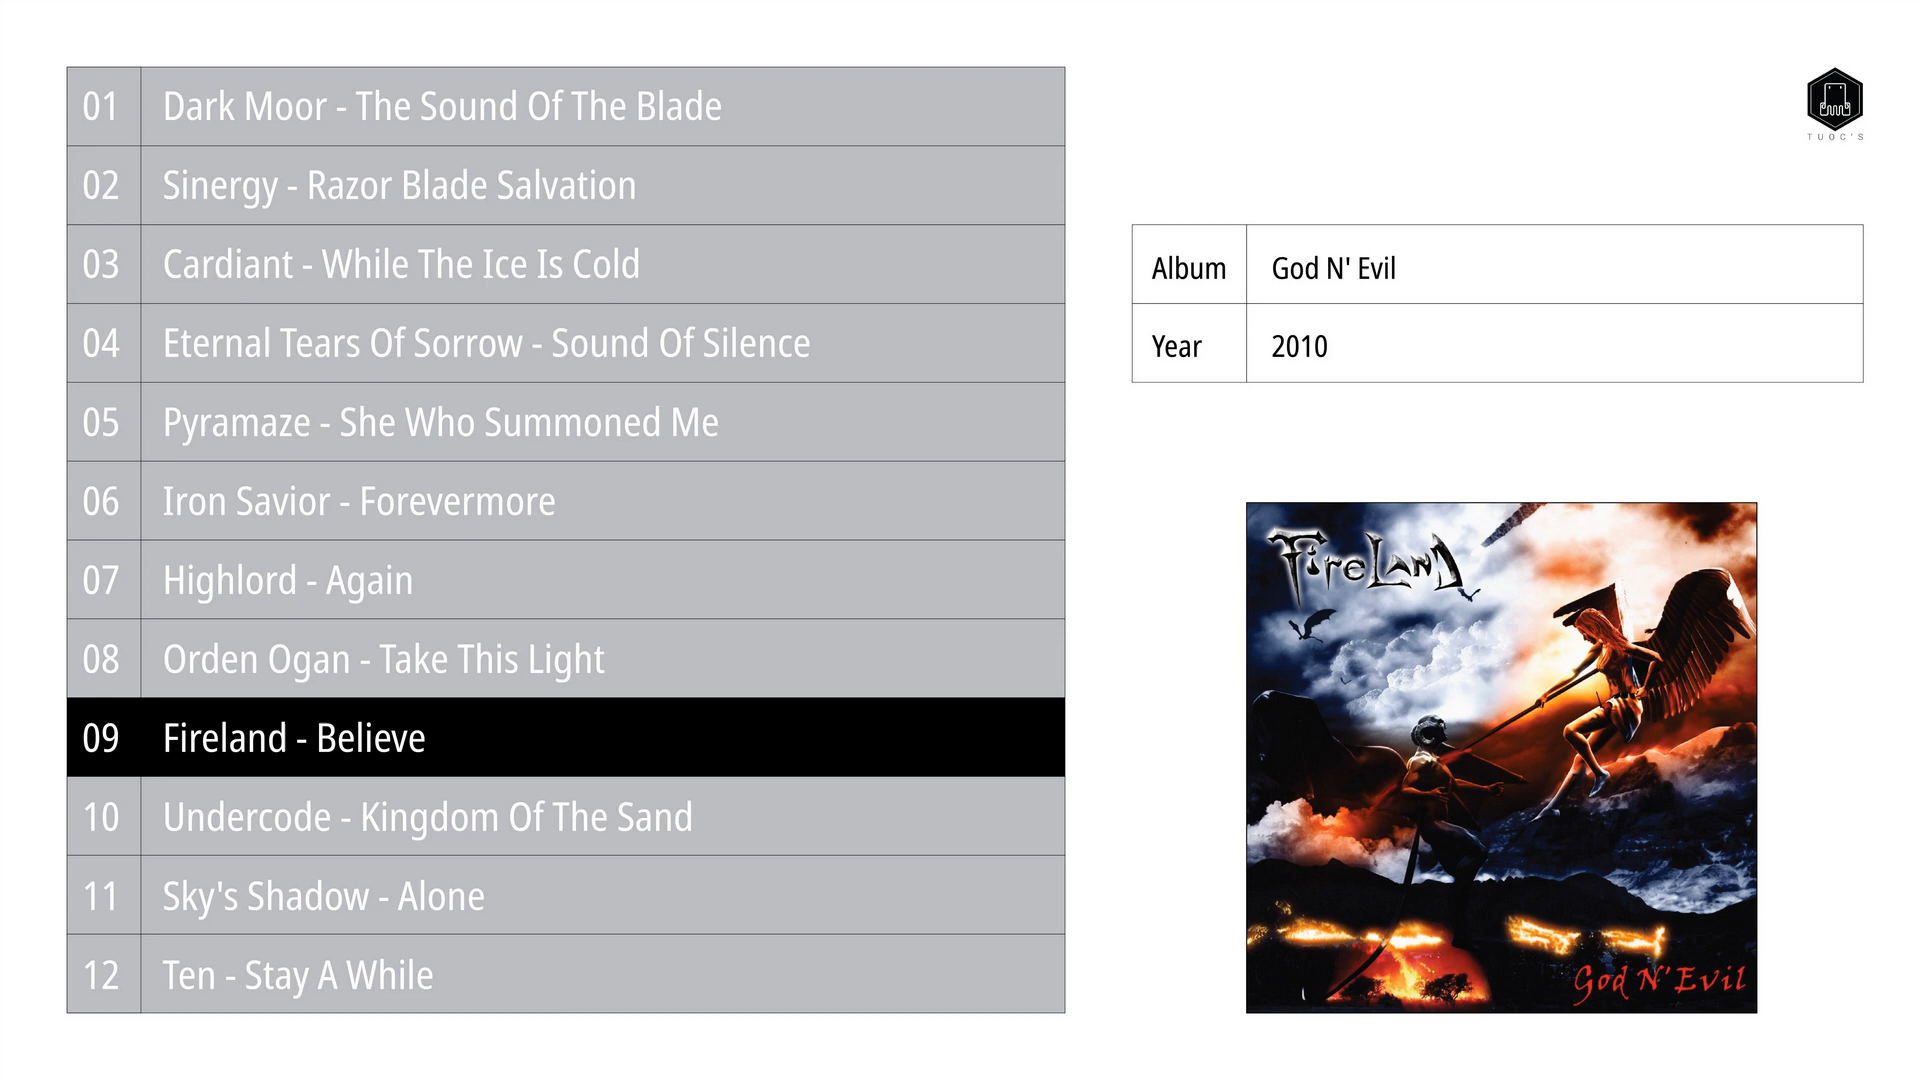 01 Dark Moor - The Sound Of The Blade
02 Sinergy - Razor Blade Salvation
03 Cardiant - While The Ice Is Cold
04 Eternal Tears Of Sorrow - Sound Of Silence
05 Pyramaze - She Who Summoned Me
06 Iron Savior - Forevermore
07 Highlord - Again
08 Orden Ogan - Take This Light
09 Fireland - Believe
10 Undercode - Kingdom Of The Sand
11 Sky's Shadow - Alone
12 Ten - Stay A While
TUOC'S
Album God N' Evil
Year 2010
FireLand
God N' Evil